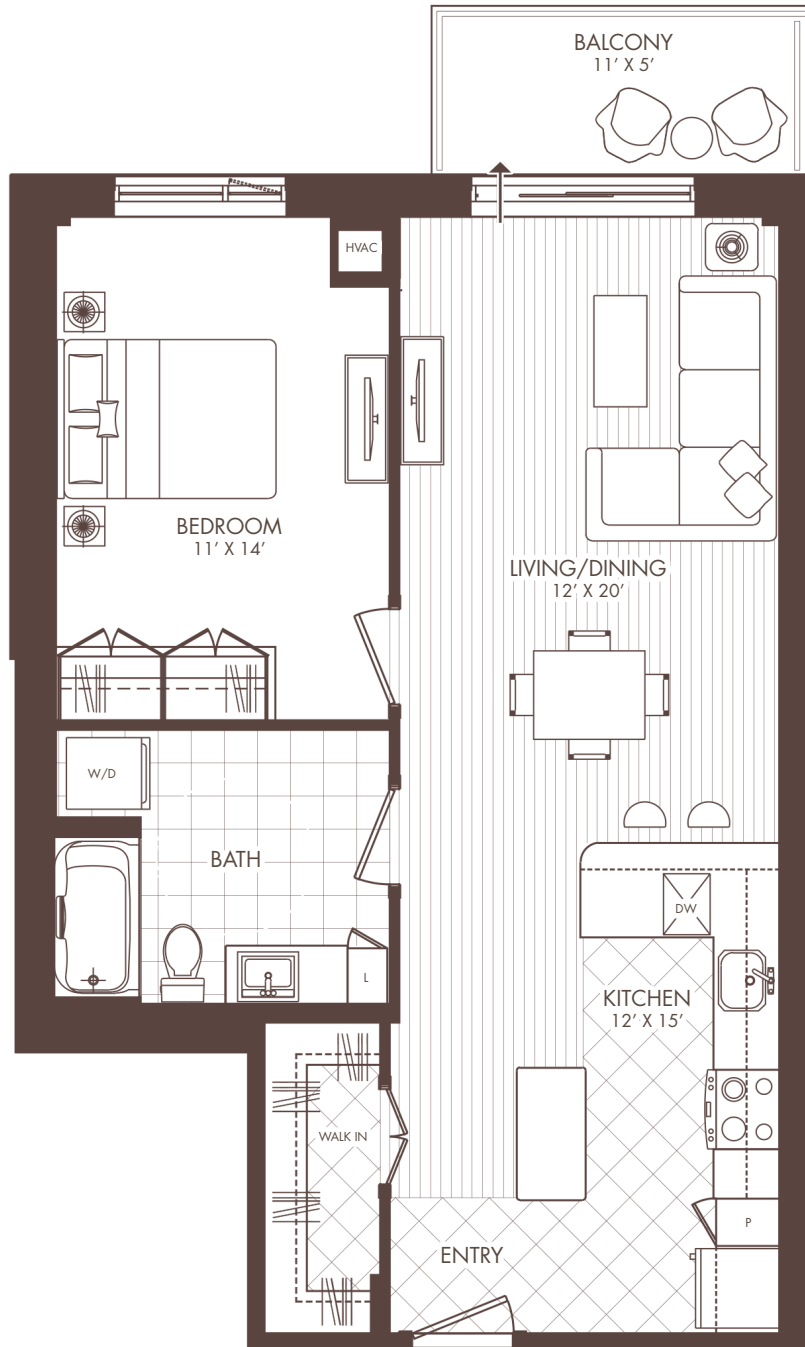 BALCONY
11’ X 5’
HVAC
BEDROOM
11’ X 14’
LIVING/DINING
12’ X 20’
W/D
BATH
DW
L
KITCHEN
12’ X 15’
WALK IN
P
ENTRY